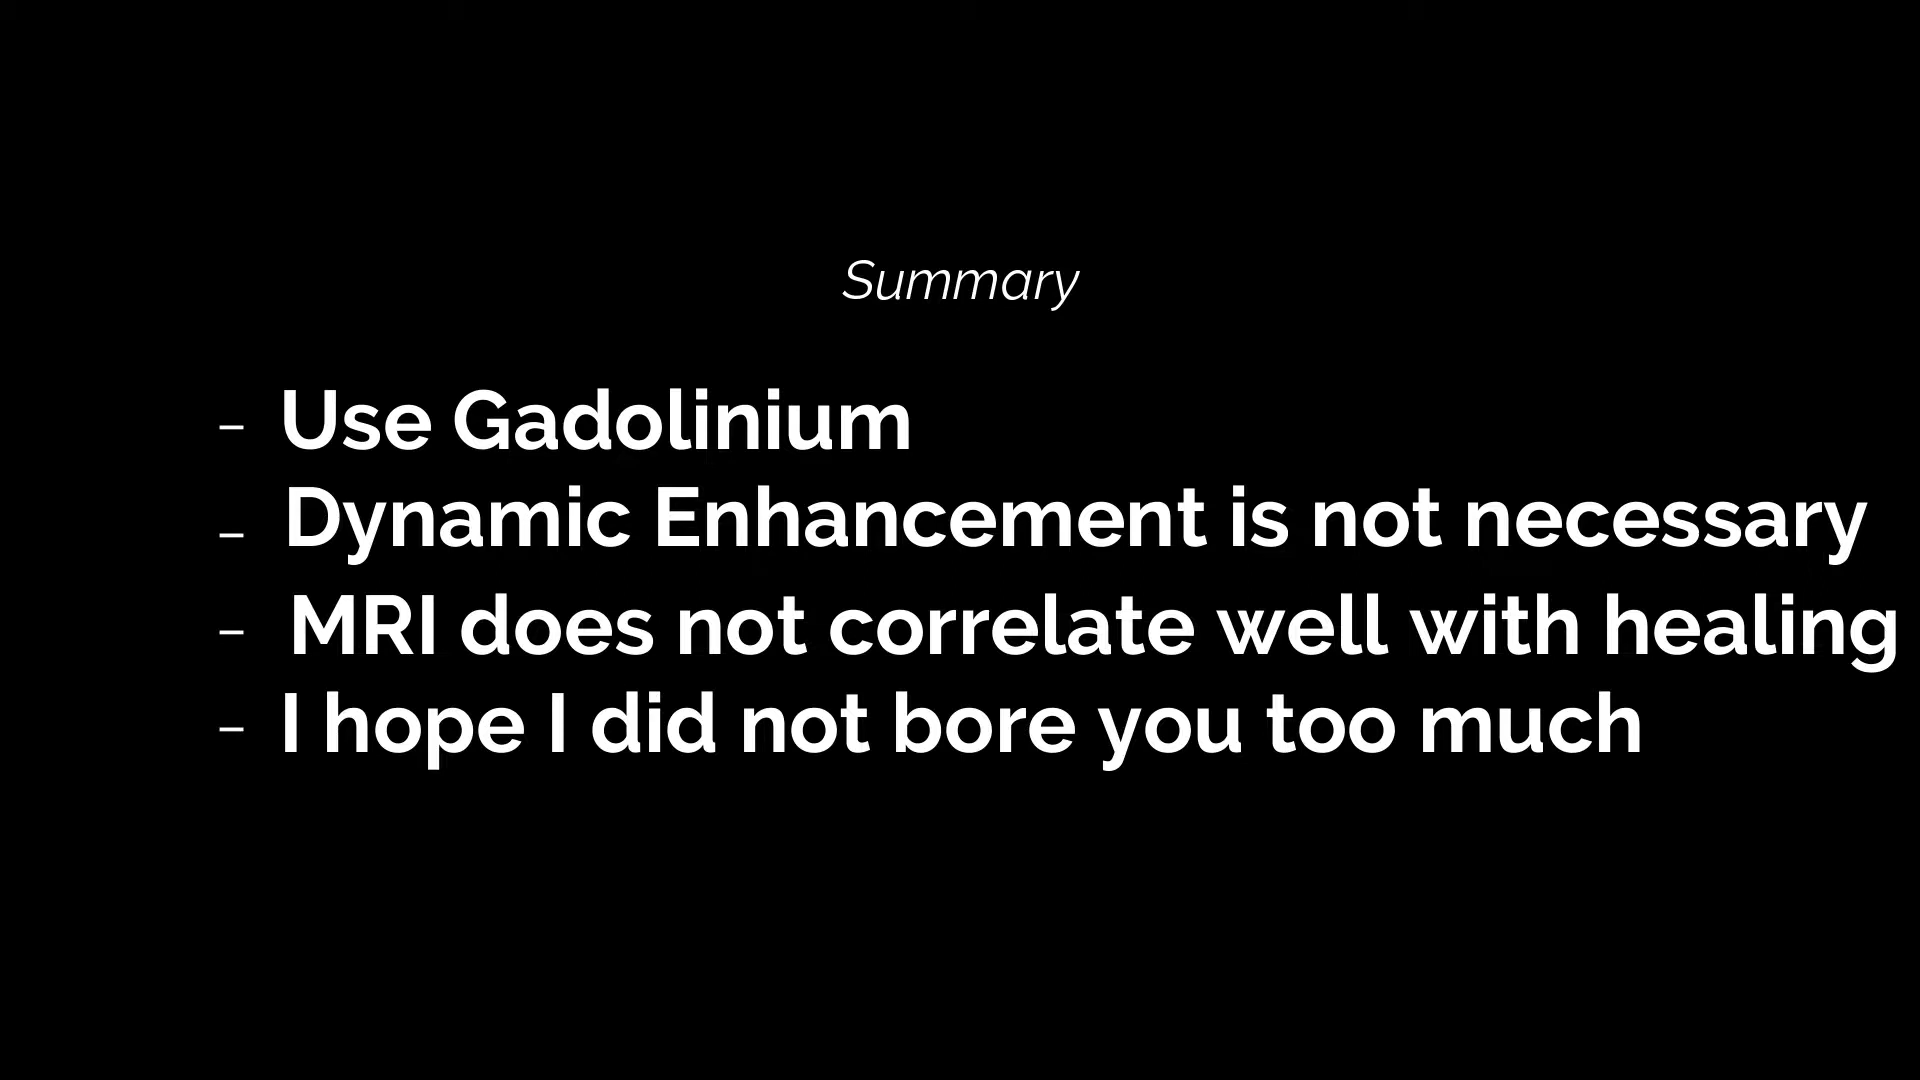 Summary
– Use Gadolinium
– Dynamic Enhancement is not necessary
– MRI does not correlate well with healing
– I hope I did not bore you too much